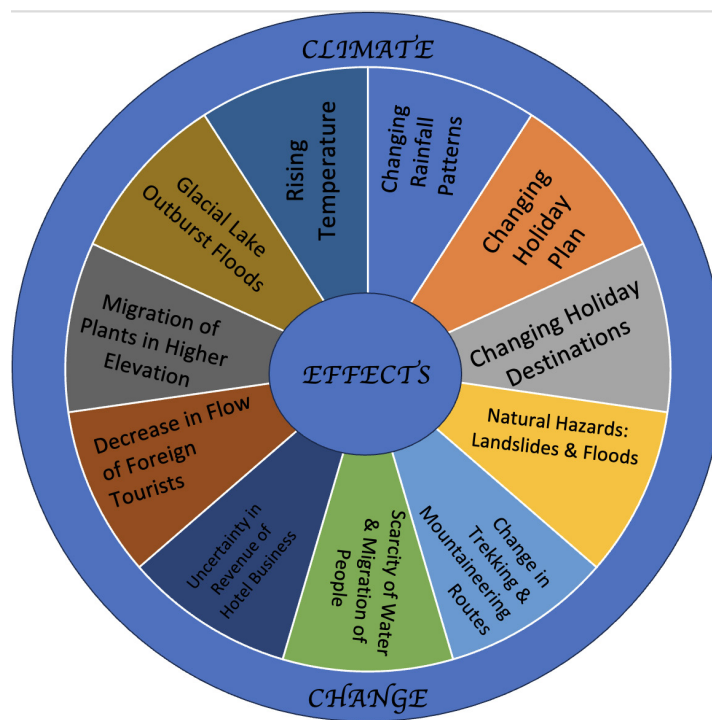 CLIMATE
Changing
Rainfall
Patterns
Changing
Holiday
Plan
Changing Holiday
Destinations
Natural Hazards:
Landslides & Floods
Change in
Trekking &
Mountaineering
Routes
Scarcity of Water
& Migration of
People
Uncertainty in
Revenue of
Hotel Business
Decrease in Flow
of Foreign
Tourists
Migration of
Plants in Higher
Elevation
Glacial Lake
Outburst Floods
Rising
Temperature
EFFECTS
CHANGE